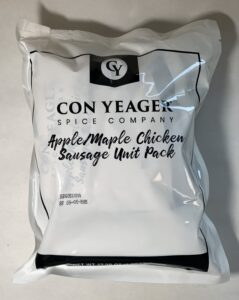 CY
CON YEAGER
SPICE COMPANY
Apple/Maple Chicken
Sausage Unit Pack